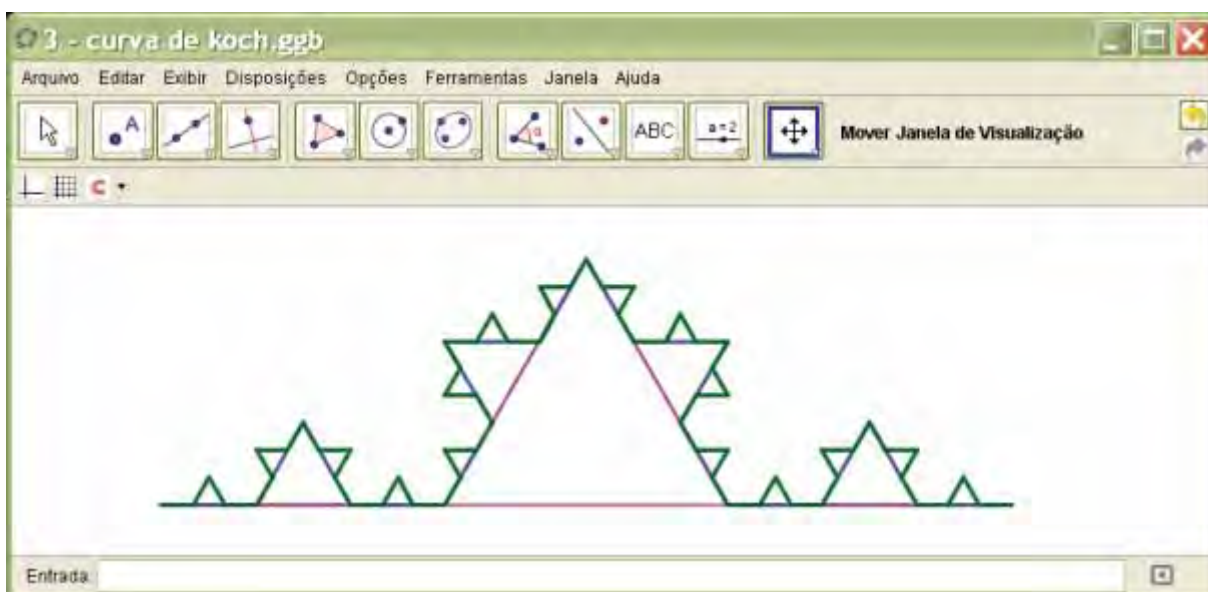 3 - curva de koch.ggb
Arquivo Editar Exibir Disposições Opções Ferramentas Janela Ajuda
A α ABC a=2 Mover Janela de Visualização
Entrada: